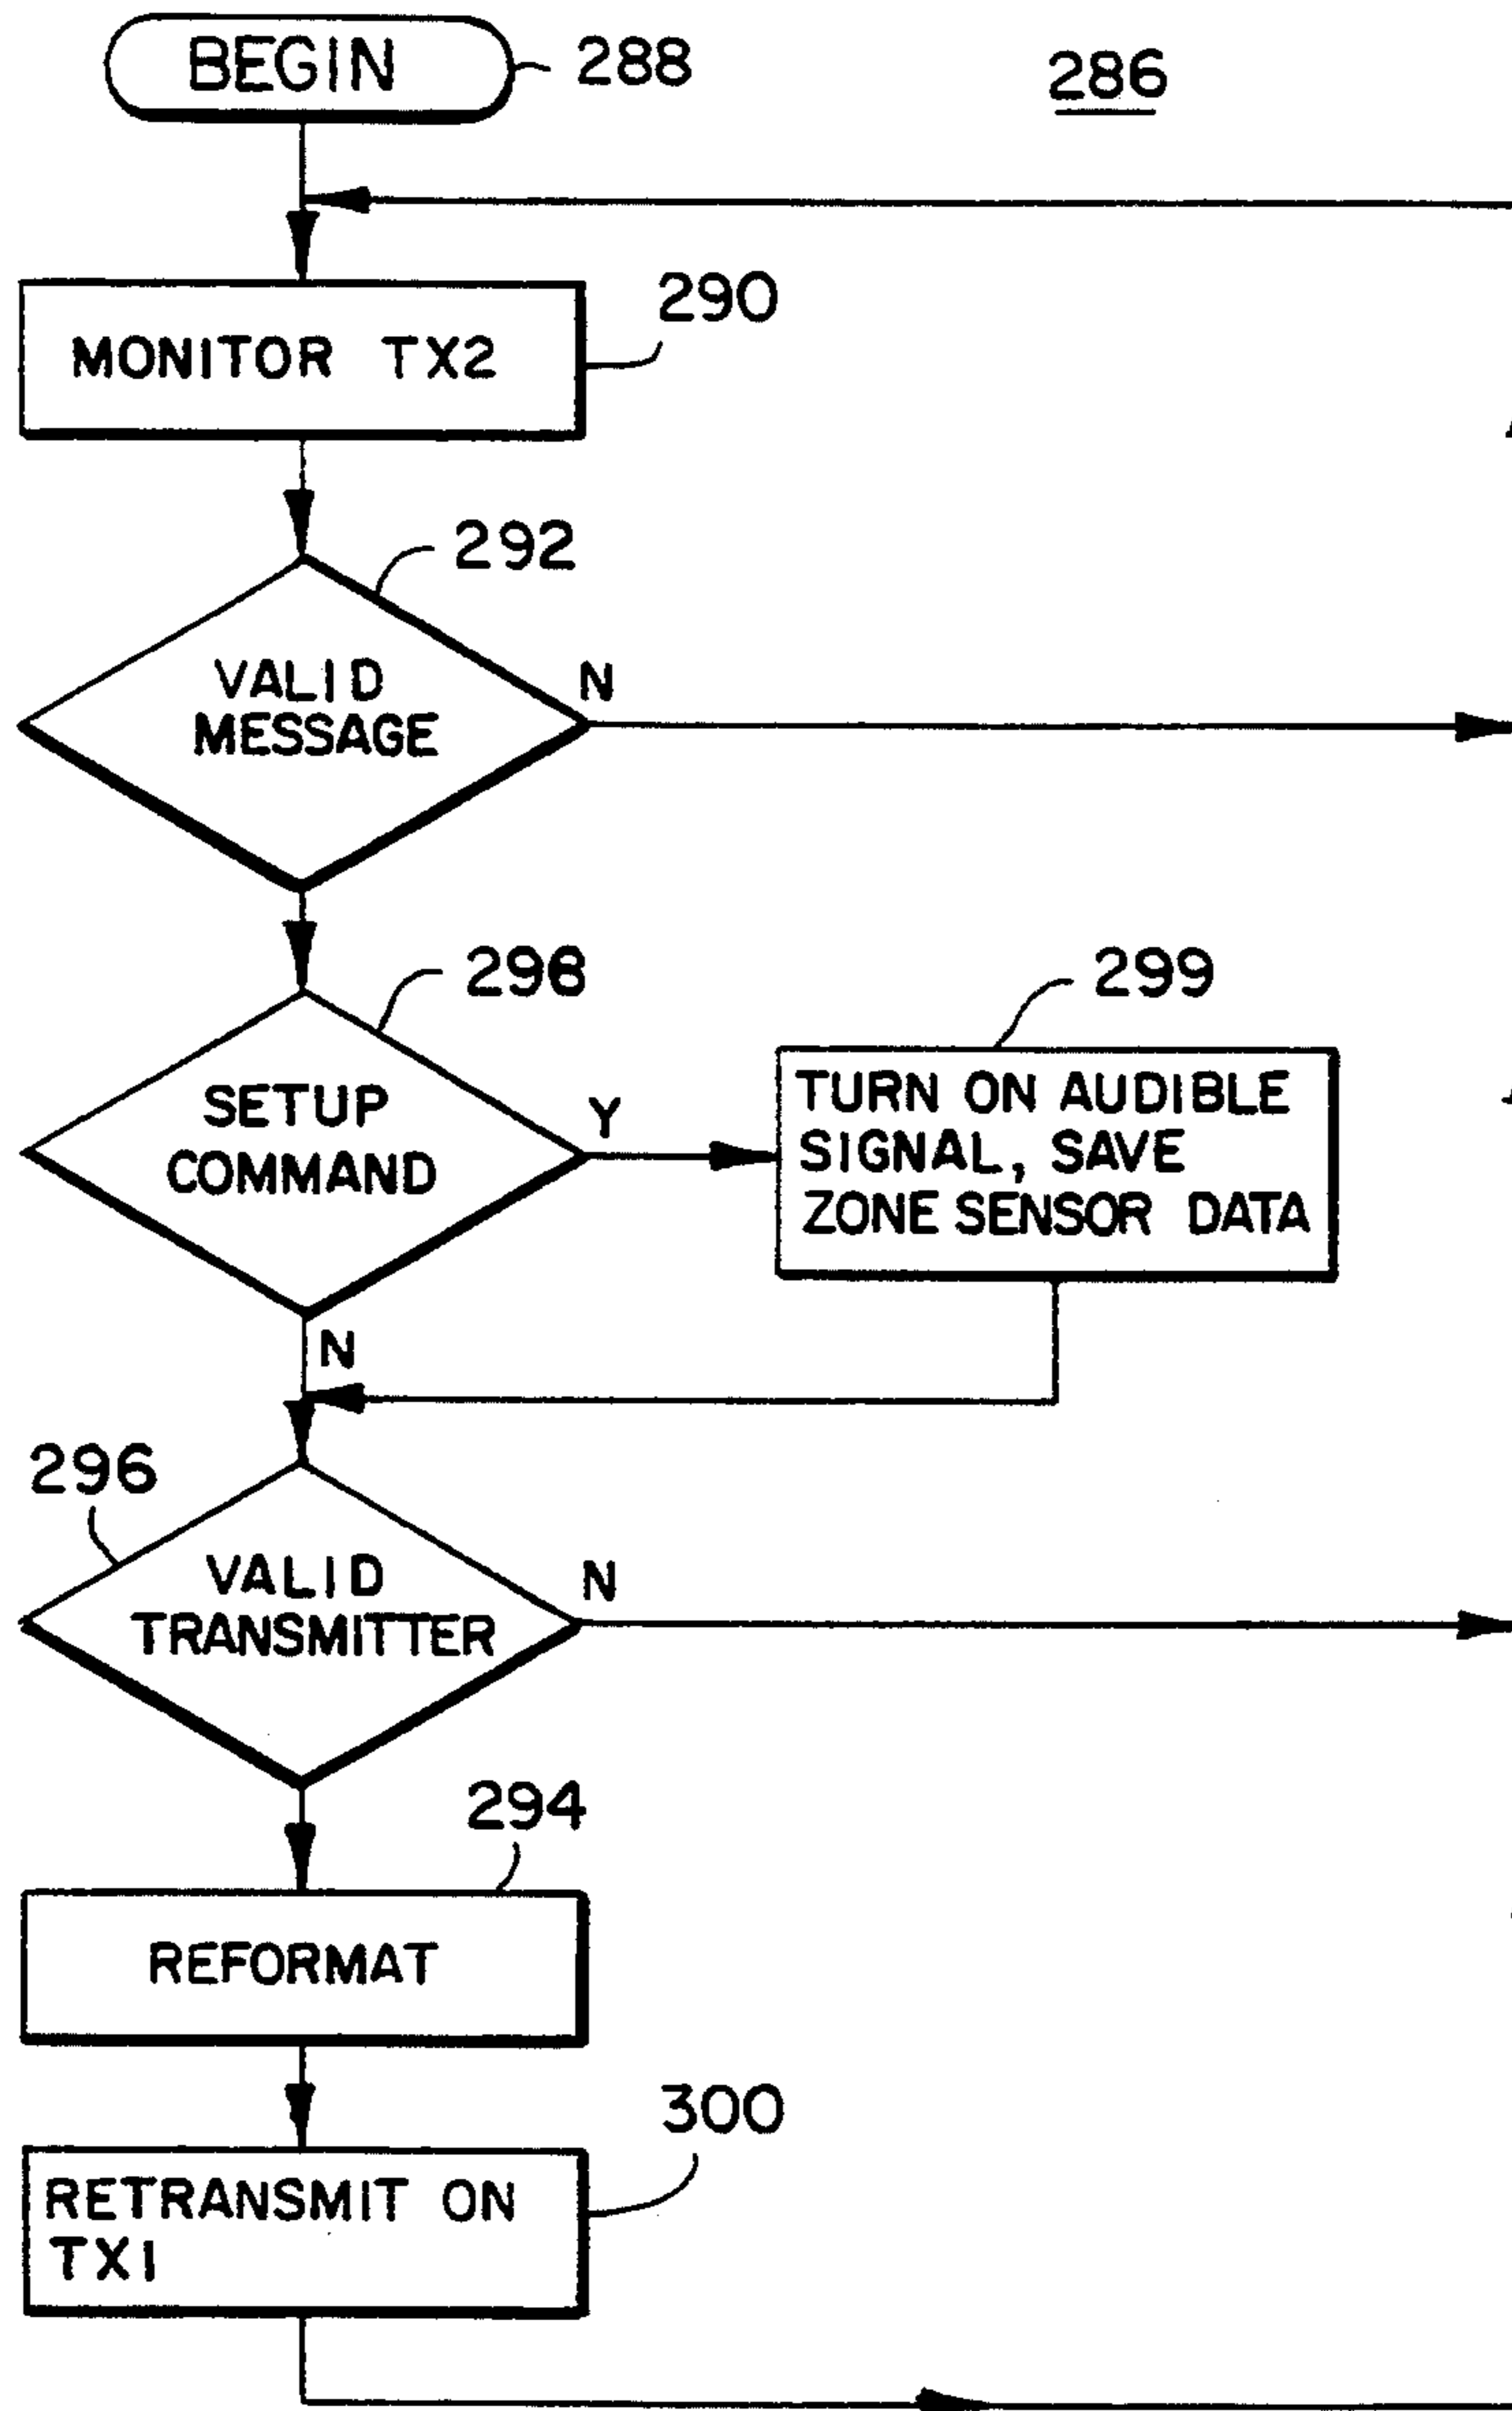 BEGIN
288
286
290
MONITOR TX2
292
VALID
MESSAGE
N
298
299
SETUP
COMMAND
Y
TURN ON AUDIBLE
SIGNAL, SAVE
ZONE SENSOR DATA
N
296
VALID
TRANSMITTER
N
294
REFORMAT
300
RETRANSMIT ON
TX1